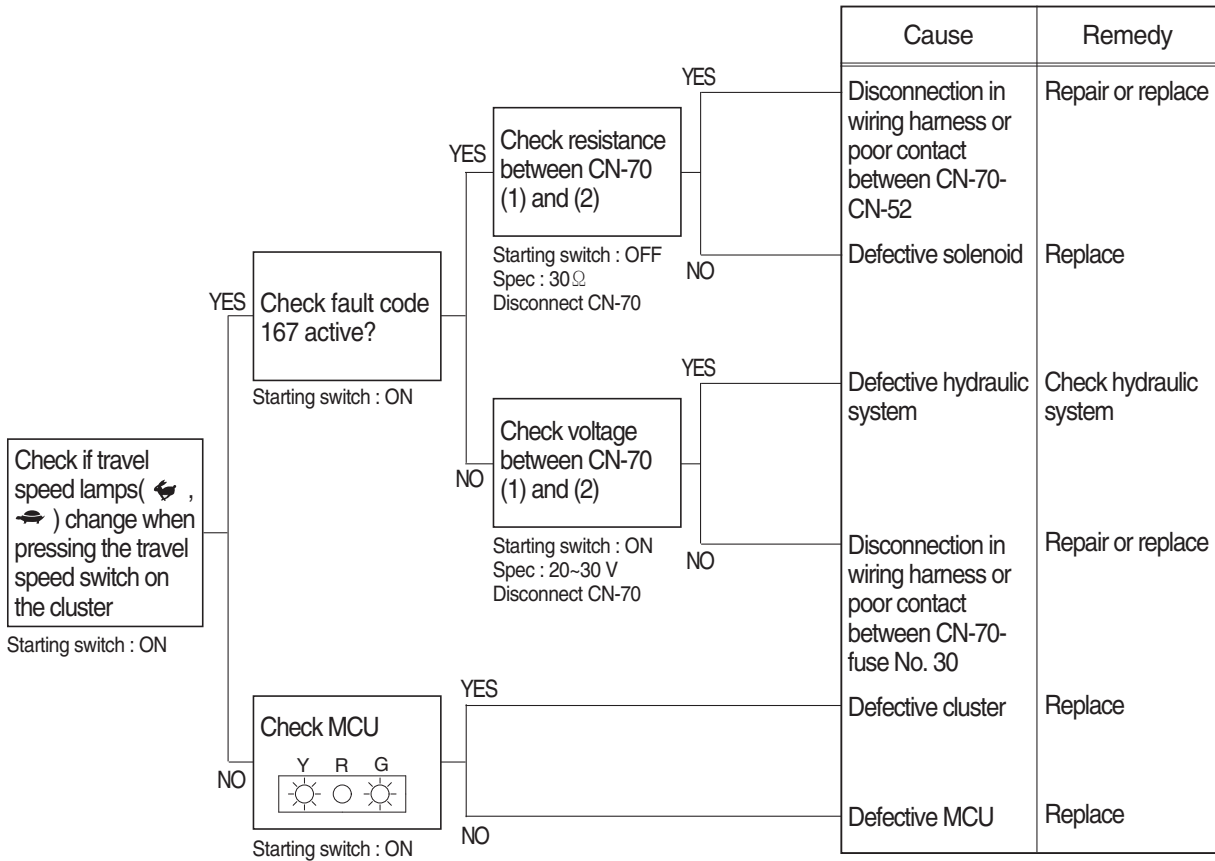 Cause
Remedy
YES
Disconnection in
wiring harness or
poor contact
between CN-70-
CN-52
Repair or replace
YES
Check resistance
between CN-70
(1) and (2)
Starting switch : OFF
Spec : 30Ω
Disconnect CN-70
NO
Defective solenoid
Replace
YES
Check fault code
167 active?
Starting switch : ON
YES
Defective hydraulic
system
Check hydraulic
system
NO
Check voltage
between CN-70
(1) and (2)
Starting switch : ON
Spec : 20~30 V
Disconnect CN-70
NO
Disconnection in
wiring harness or
poor contact
between CN-70-
fuse No. 30
Repair or replace
Check if travel
speed lamps( ,
) change when
pressing the travel
speed switch on
the cluster
Starting switch : ON
NO
Check MCU
Y R G
Starting switch : ON
YES
Defective cluster
Replace
NO
Defective MCU
Replace